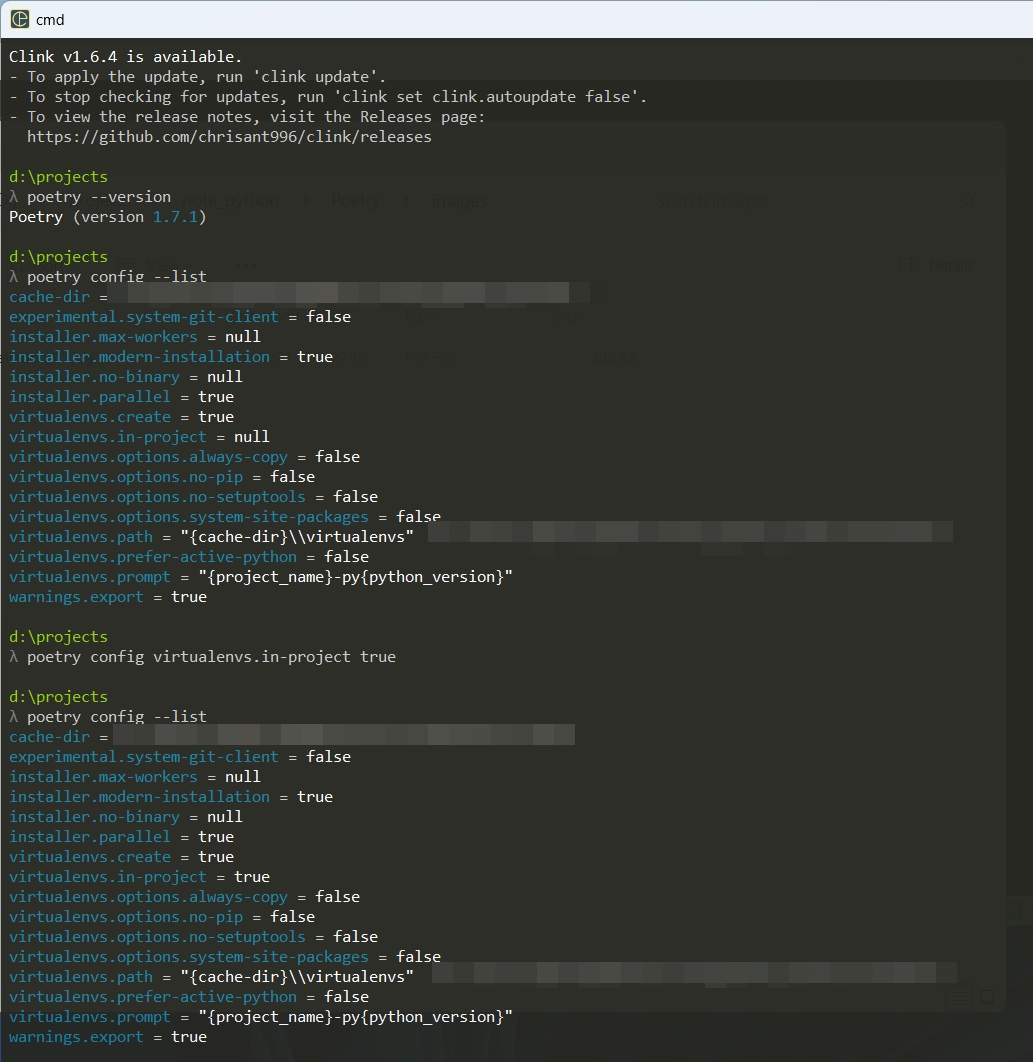 cmd
Clink v1.6.4 is available.
- To apply the update, run 'clink update'.
- To stop checking for updates, run 'clink set clink.autoupdate false'.
- To view the release notes, visit the Releases page:
https://github.com/chrisant996/clink/releases
d:\projects
λ poetry --version
Poetry (version 1.7.1)
d:\projects
λ poetry config --list
cache-dir =
experimental.system-git-client = false
installer.max-workers = null
installer.modern-installation = true
installer.no-binary = null
installer.parallel = true
virtualenvs.create = true
virtualenvs.in-project = null
virtualenvs.options.always-copy = false
virtualenvs.options.no-pip = false
virtualenvs.options.no-setuptools = false
virtualenvs.options.system-site-packages = false
virtualenvs.path = "{cache-dir}\\virtualenvs"
virtualenvs.prefer-active-python = false
virtualenvs.prompt = "{project_name}-py{python_version}"
warnings.export = true
d:\projects
λ poetry config virtualenvs.in-project true
d:\projects
λ poetry config --list
cache-dir =
experimental.system-git-client = false
installer.max-workers = null
installer.modern-installation = true
installer.no-binary = null
installer.parallel = true
virtualenvs.create = true
virtualenvs.in-project = true
virtualenvs.options.always-copy = false
virtualenvs.options.no-pip = false
virtualenvs.options.no-setuptools = false
virtualenvs.options.system-site-packages = false
virtualenvs.path = "{cache-dir}\\virtualenvs"
virtualenvs.prefer-active-python = false
virtualenvs.prompt = "{project_name}-py{python_version}"
warnings.export = true